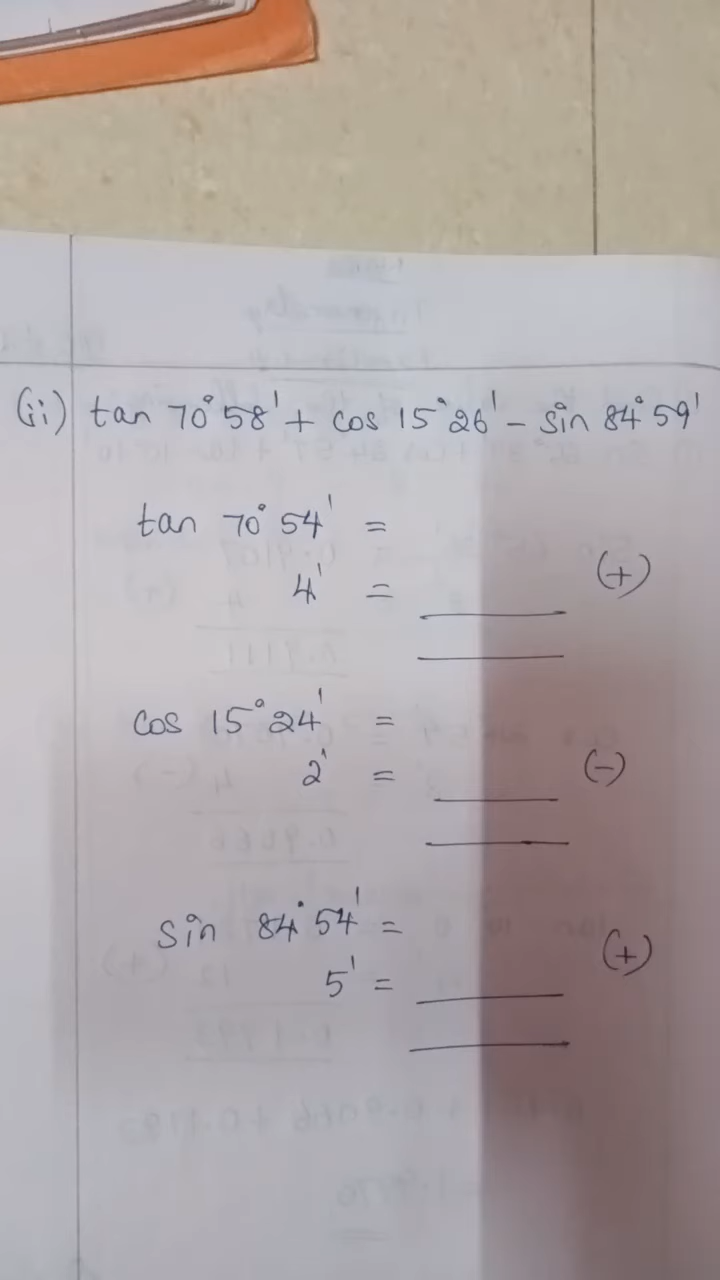 (ii) tan 70°58' + cos 15°26' - sin 84°59'
tan 70°54' =
4' = (+)
cos 15°24' =
2' = (-)
sin 84°54' =
5' = (+)